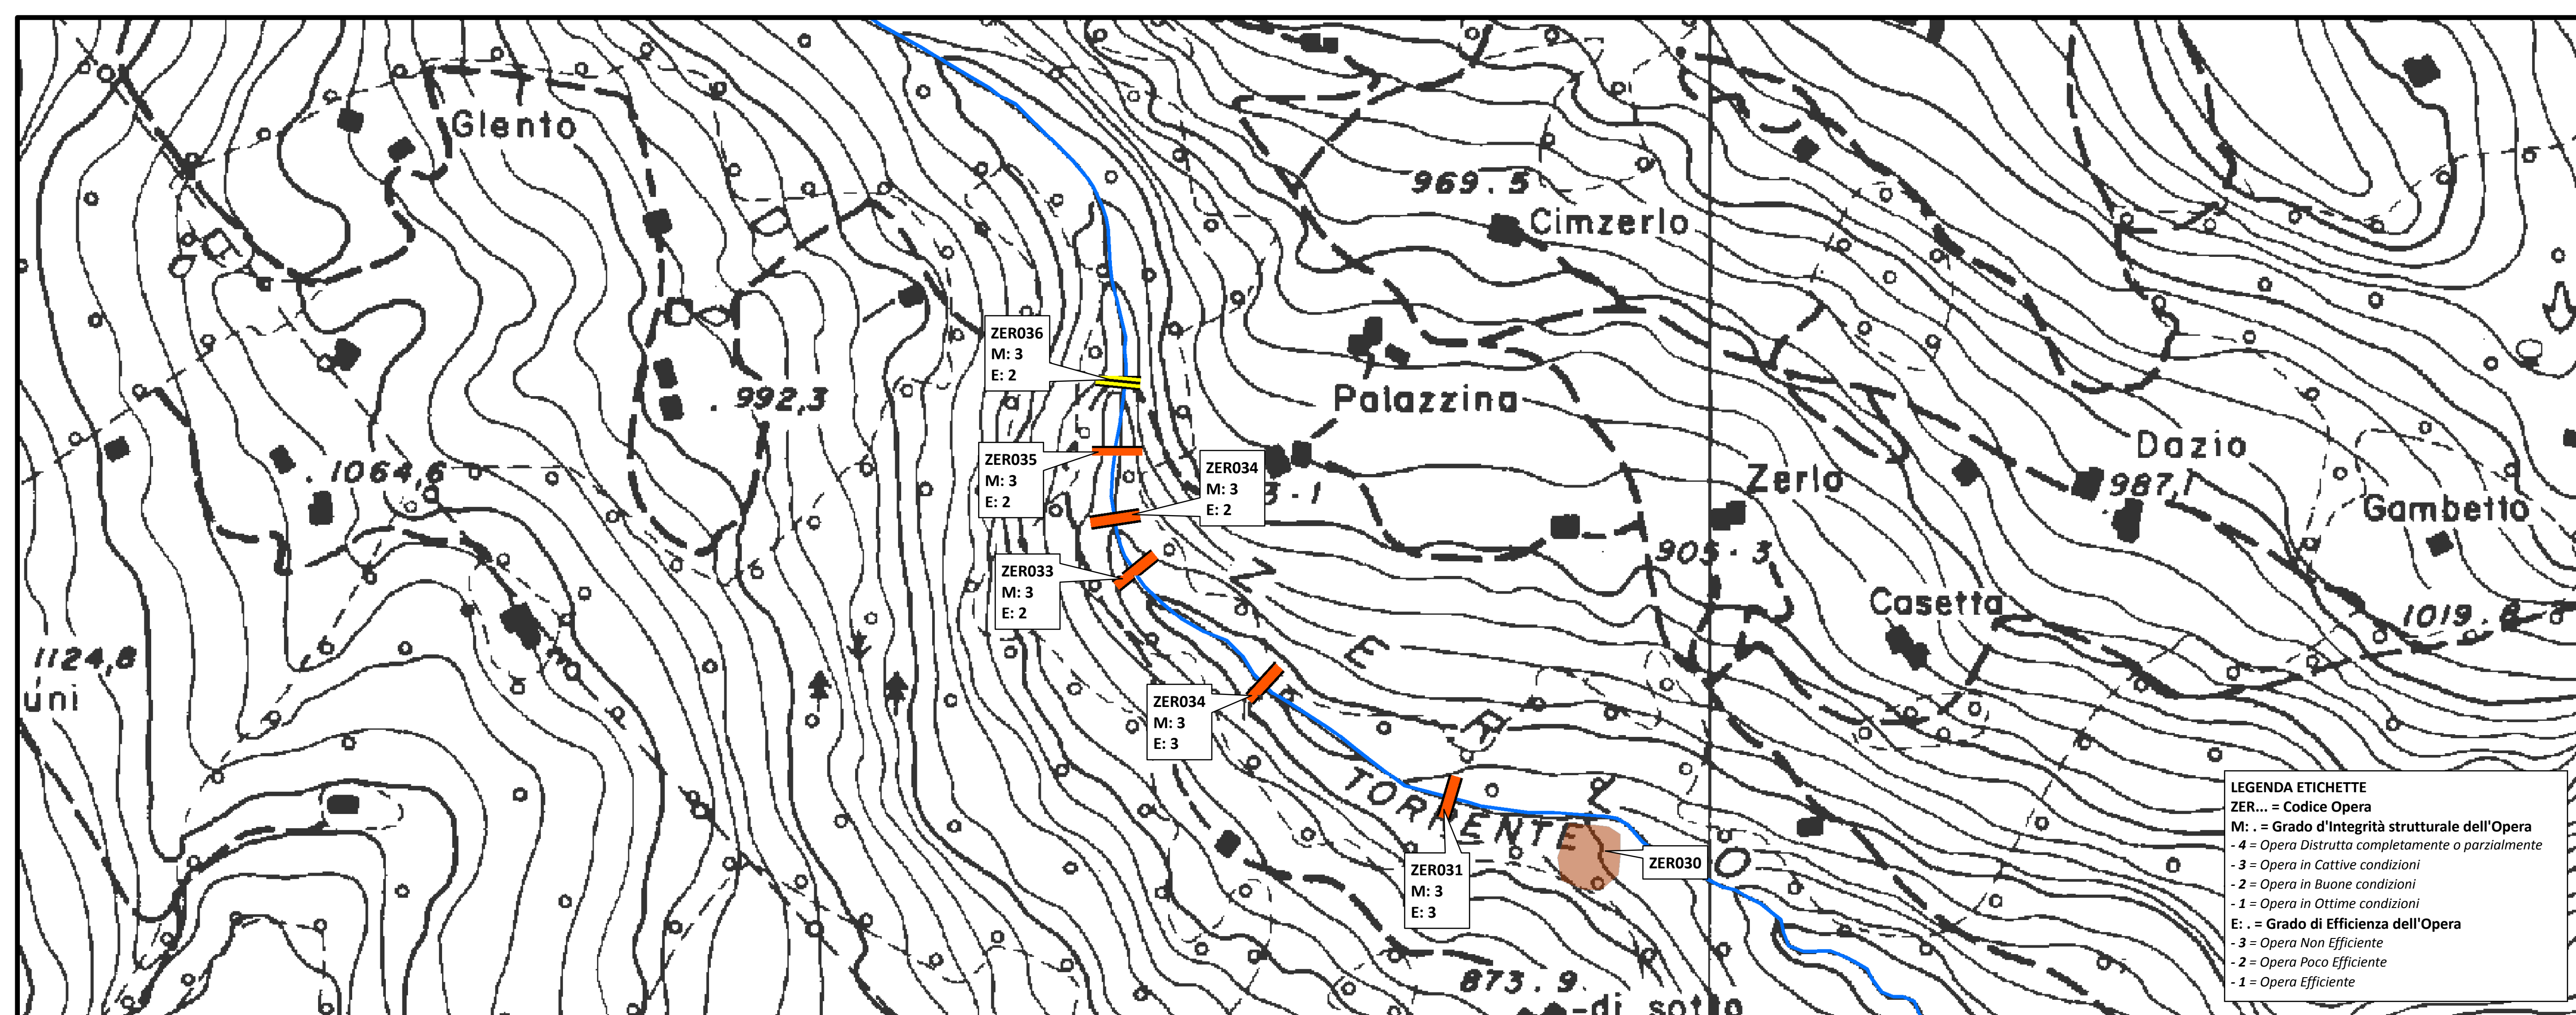 Glento
969.5
Cimzerlo
ZER036
M: 3
E: 2
Palazzina
. 992,3
ZER035
M: 3
E: 2
ZER034
M: 3
E: 2
3.1
. 1064,6
Zerlo
Dazio
987,1
Gambetto
905.3
ZER033
M: 3
E: 2
Casetta
1124,8
uni
ZER034
M: 3
E: 3
TORRENTE
Z
E
R
L
O
ZER031
M: 3
E: 3
ZER030
873.9
-di sotto
LEGENDA ETICHETTE
ZER... = Codice Opera
M: . = Grado d'Integrità strutturale dell'Opera
- 4 = Opera Distrutta completamente o parzialmente
- 3 = Opera in Cattive condizioni
- 2 = Opera in Buone condizioni
- 1 = Opera in Ottime condizioni
E: . = Grado di Efficienza dell'Opera
- 3 = Opera Non Efficiente
- 2 = Opera Poco Efficiente
- 1 = Opera Efficiente